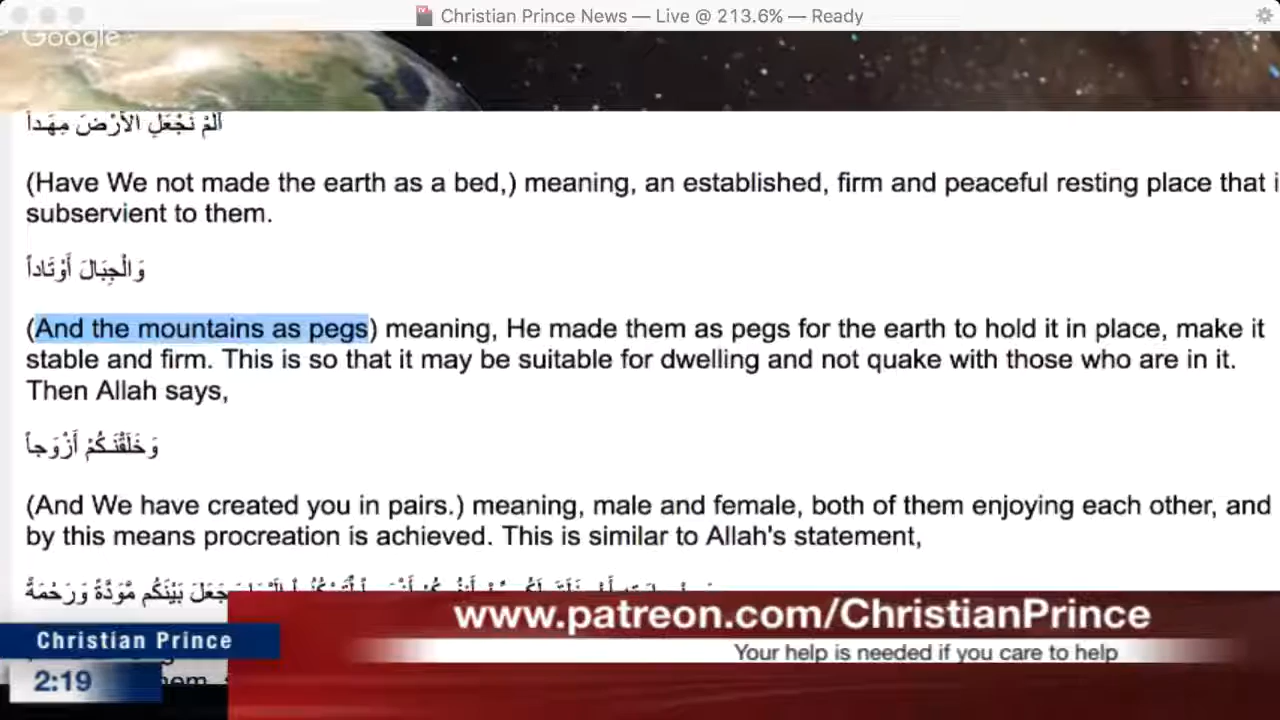 Christian Prince News — Live @ 213.6% — Ready
Google
أَلَمْ نَجْعَلِ الأَرْضَ مِهَداً
(Have We not made the earth as a bed,) meaning, an established, firm and peaceful resting place that i
subservient to them.
وَالْجِبَالَ أَوْتَاداً
(And the mountains as pegs) meaning, He made them as pegs for the earth to hold it in place, make it
stable and firm. This is so that it may be suitable for dwelling and not quake with those who are in it.
Then Allah says,
وَخَلَقْنَـكُمْ أَزْوَجاً
(And We have created you in pairs.) meaning, male and female, both of them enjoying each other, and
by this means procreation is achieved. This is similar to Allah's statement,
بَيْنَكُم مَّوَدَّةً وَرَحْمَةً
www.patreon.com/ChristianPrince
Christian Prince
Your help is needed if you care to help
2:19